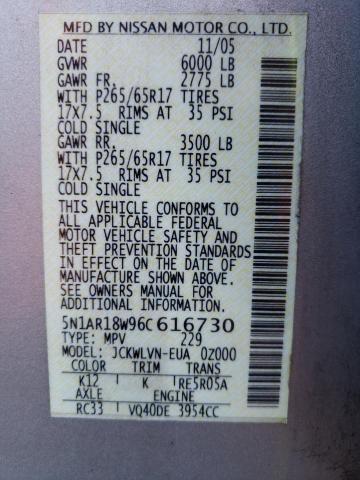 MFD BY NISSAN MOTOR CO., LTD.
DATE 11/05
GVWR 6000 LB
GAWR FR. 2775 LB
WITH P265/65R17 TIRES
17X7.5 RIMS AT 35 PSI
COLD SINGLE
GAWR RR. 3500 LB
WITH P265/65R17 TIRES
17X7.5 RIMS AT 35 PSI
COLD SINGLE
THIS VEHICLE CONFORMS TO
ALL APPLICABLE FEDERAL
MOTOR VEHICLE SAFETY AND
THEFT PREVENTION STANDARDS
IN EFFECT ON THE DATE OF
MANUFACTURE SHOWN ABOVE.
SEE OWNERS MANUAL FOR
ADDITIONAL INFORMATION.
5N1AR18W96C616730
TYPE: MPV 229
MODEL: JCKWLVN-EUA 0Z000
COLOR TRIM TRANS
K12 K RE5R05A
AXLE ENGINE
RC33 VQ40DE 3954CC